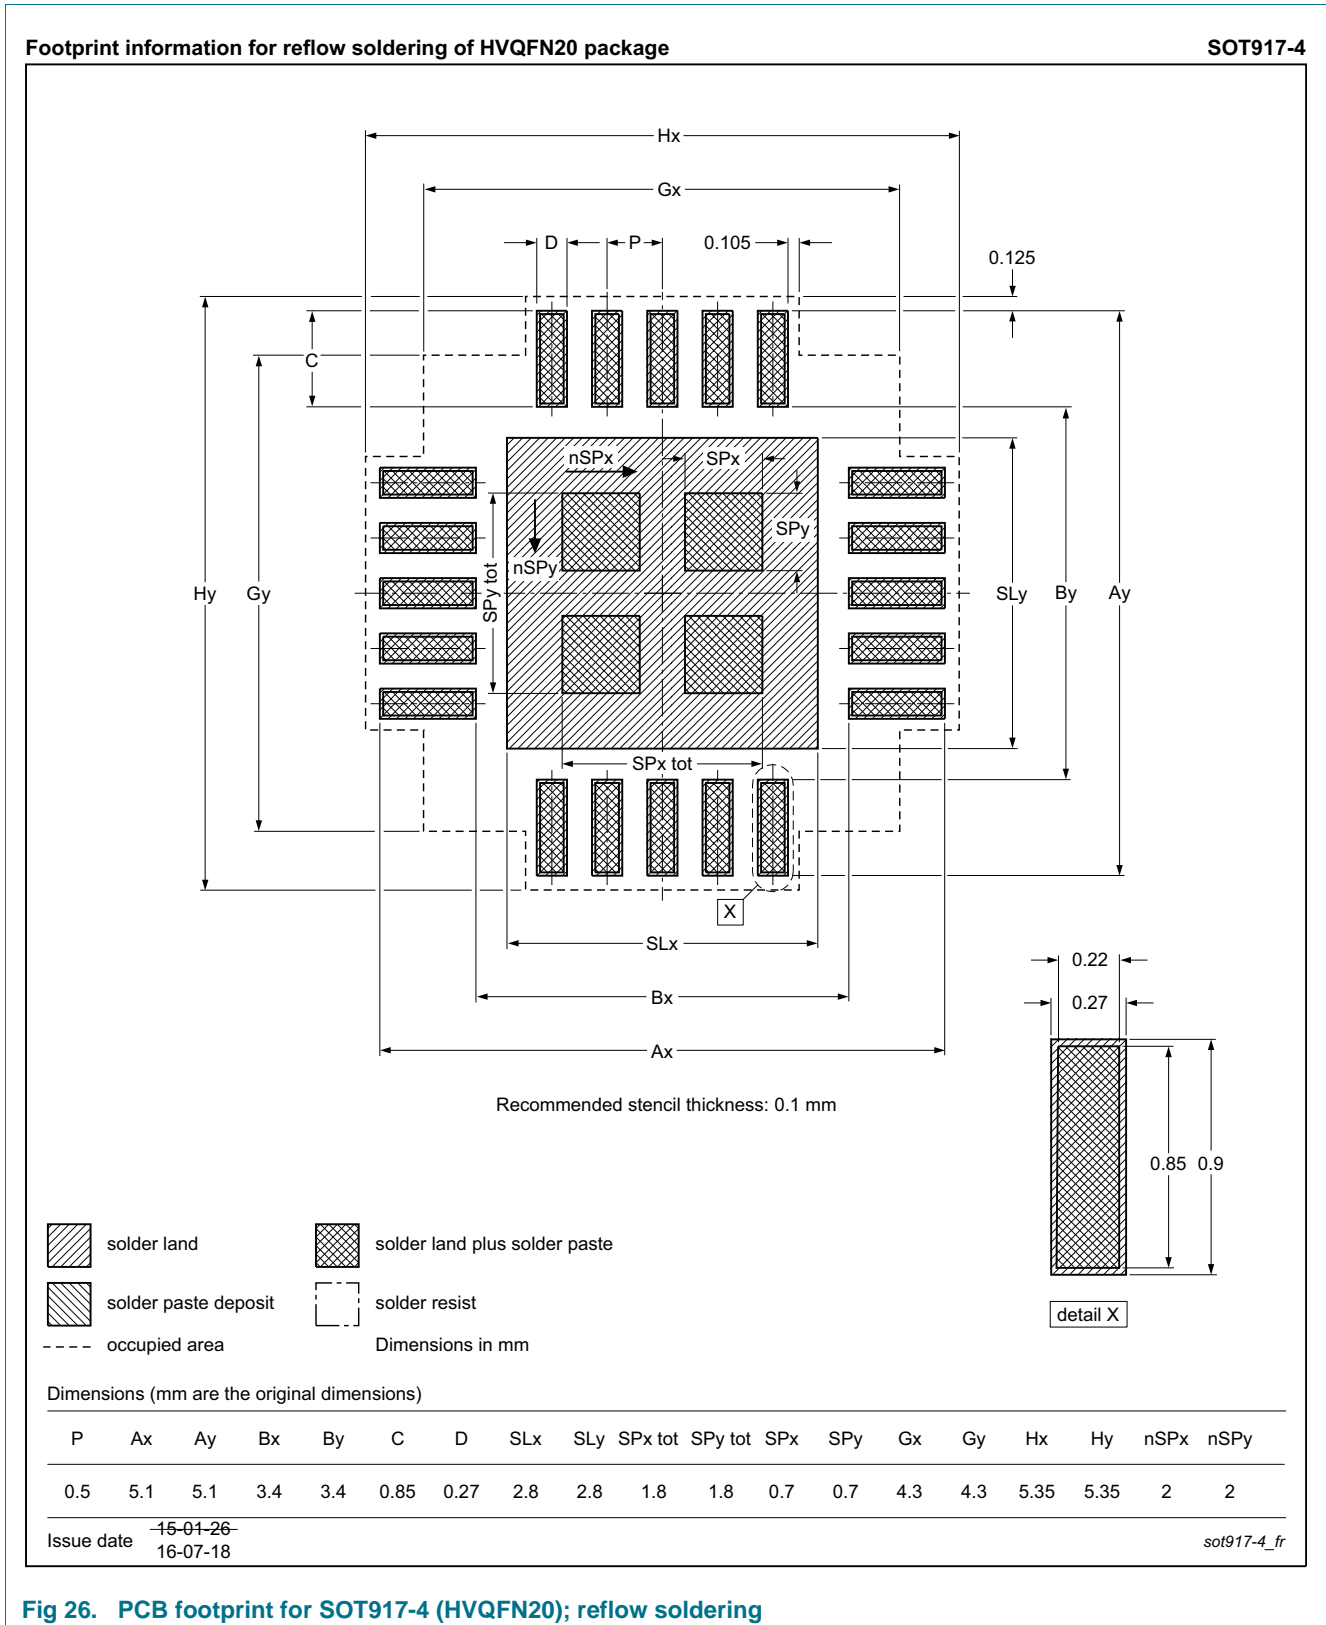 Footprint information for reflow soldering of HVQFN20 package SOT917-4
Hx
Gx
D P 0.105
0.125
C
nSPx SPx
SPy
nSPy
SPy tot
Hy Gy SLy By Ay
SPx tot
X
SLx
Bx
Ax
0.22
0.27
0.85 0.9
detail X
Recommended stencil thickness: 0.1 mm
solder land solder land plus solder paste
solder paste deposit solder resist
occupied area Dimensions in mm
Dimensions (mm are the original dimensions)
P Ax Ay Bx By C D SLx SLy SPx tot SPy tot SPx SPy Gx Gy Hx Hy nSPx nSPy
0.5 5.1 5.1 3.4 3.4 0.85 0.27 2.8 2.8 1.8 1.8 0.7 0.7 4.3 4.3 5.35 5.35 2 2
Issue date 15-01-26
16-07-18 sot917-4_fr
Fig 26. PCB footprint for SOT917-4 (HVQFN20); reflow soldering